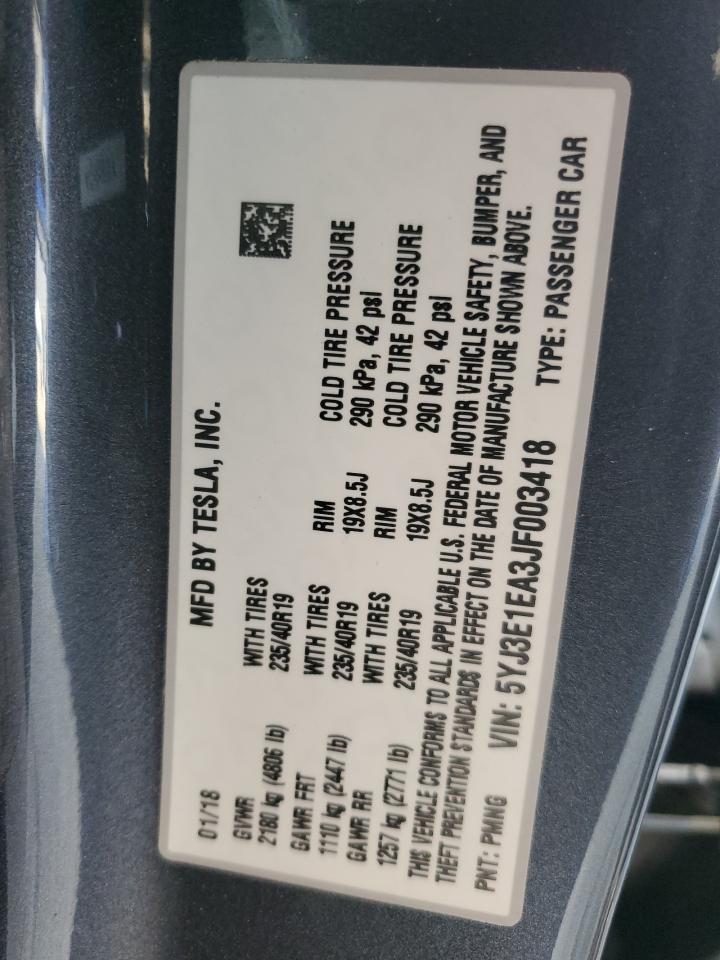 MFD BY TESLA, INC.
01/18
GVWR
2180 kg (4806 lb)
WITH TIRES
235/40R19
GAWR FRT
1110 kg (2447 lb)
WITH TIRES
235/40R19
RIM
19X8.5J
COLD TIRE PRESSURE
290 kPa, 42 psi
GAWR RR
1257 kg (2771 lb)
WITH TIRES
235/40R19
RIM
19X8.5J
COLD TIRE PRESSURE
290 kPa, 42 psi
THIS VEHICLE CONFORMS TO ALL APPLICABLE U.S. FEDERAL MOTOR VEHICLE SAFETY, BUMPER, AND
THEFT PREVENTION STANDARDS IN EFFECT ON THE DATE OF MANUFACTURE SHOWN ABOVE.
PNT: PMNG VIN: 5YJ3E1EA3JF003418 TYPE: PASSENGER CAR